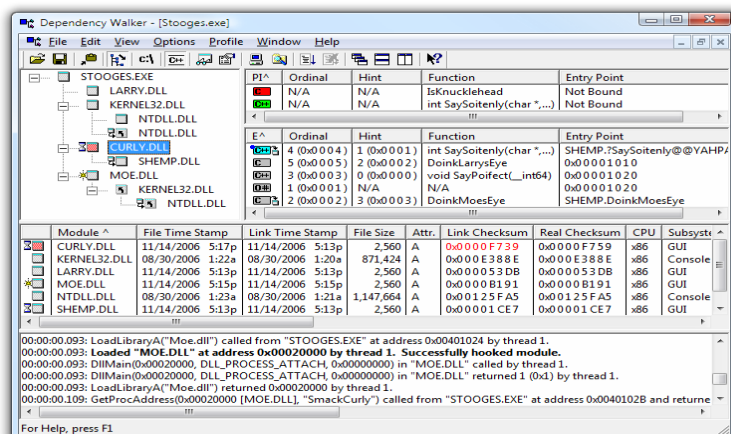 Dependency Walker - [Stooges.exe]
File Edit View Options Profile Window Help
c:\ C++
STOOGES.EXE
LARRY.DLL
KERNEL32.DLL
NTDLL.DLL
NTDLL.DLL
CURLY.DLL
SHEMP.DLL
MOE.DLL
KERNEL32.DLL
NTDLL.DLL
PI^ Ordinal Hint Function Entry Point
C N/A N/A IsKnucklehead Not Bound
C++ N/A N/A int SaySoitenly(char *,...) Not Bound
E^ Ordinal Hint Function Entry Point
C++ 4 (0x0004) 1 (0x0001) int SaySoitenly(char *,...) SHEMP.?SaySoitenly@@YAHPA
C 5 (0x0005) 2 (0x0002) DoinkLarrysEye 0x00001010
C++ 3 (0x0003) 0 (0x0000) void SayPoifect(__int64) 0x00001020
O# 1 (0x0001) N/A N/A 0x00001020
C 2 (0x0002) 3 (0x0003) DoinkMoesEye SHEMP.DoinkMoesEye
Module ^ File Time Stamp Link Time Stamp File Size Attr. Link Checksum Real Checksum CPU Subsyste
CURLY.DLL 11/14/2006 5:17p 11/14/2006 5:13p 2,560 A 0x0000F739 0x0000F759 x86 GUI
KERNEL32.DLL 08/30/2006 1:22a 08/30/2006 1:20a 871,424 A 0x000E388E 0x000E388E x86 Console
LARRY.DLL 11/14/2006 5:13p 11/14/2006 5:13p 2,560 A 0x000053DB 0x000053DB x86 GUI
MOE.DLL 11/14/2006 5:15p 11/14/2006 5:15p 2,560 A 0x0000B191 0x0000B191 x86 GUI
NTDLL.DLL 08/30/2006 1:23a 08/30/2006 1:21a 1,147,664 A 0x00125FA5 0x00125FA5 x86 Console
SHEMP.DLL 11/14/2006 5:13p 11/14/2006 5:13p 2,560 A 0x00001CE7 0x00001CE7 x86 GUI
00:00:00.093: LoadLibraryA("Moe.dll") called from "STOOGES.EXE" at address 0x00401024 by thread 1.
00:00:00.093: Loaded "MOE.DLL" at address 0x00020000 by thread 1. Successfully hooked module.
00:00:00.093: DllMain(0x00020000, DLL_PROCESS_ATTACH, 0x00000000) in "MOE.DLL" called by thread 1.
00:00:00.093: DllMain(0x00020000, DLL_PROCESS_ATTACH, 0x00000000) in "MOE.DLL" returned 1 (0x1) by thread 1.
00:00:00.093: LoadLibraryA("Moe.dll") returned 0x00020000 by thread 1.
00:00:00.109: GetProcAddress(0x00020000 [MOE.DLL], "SmackCurly") called from "STOOGES.EXE" at address 0x0040102B and returne
For Help, press F1